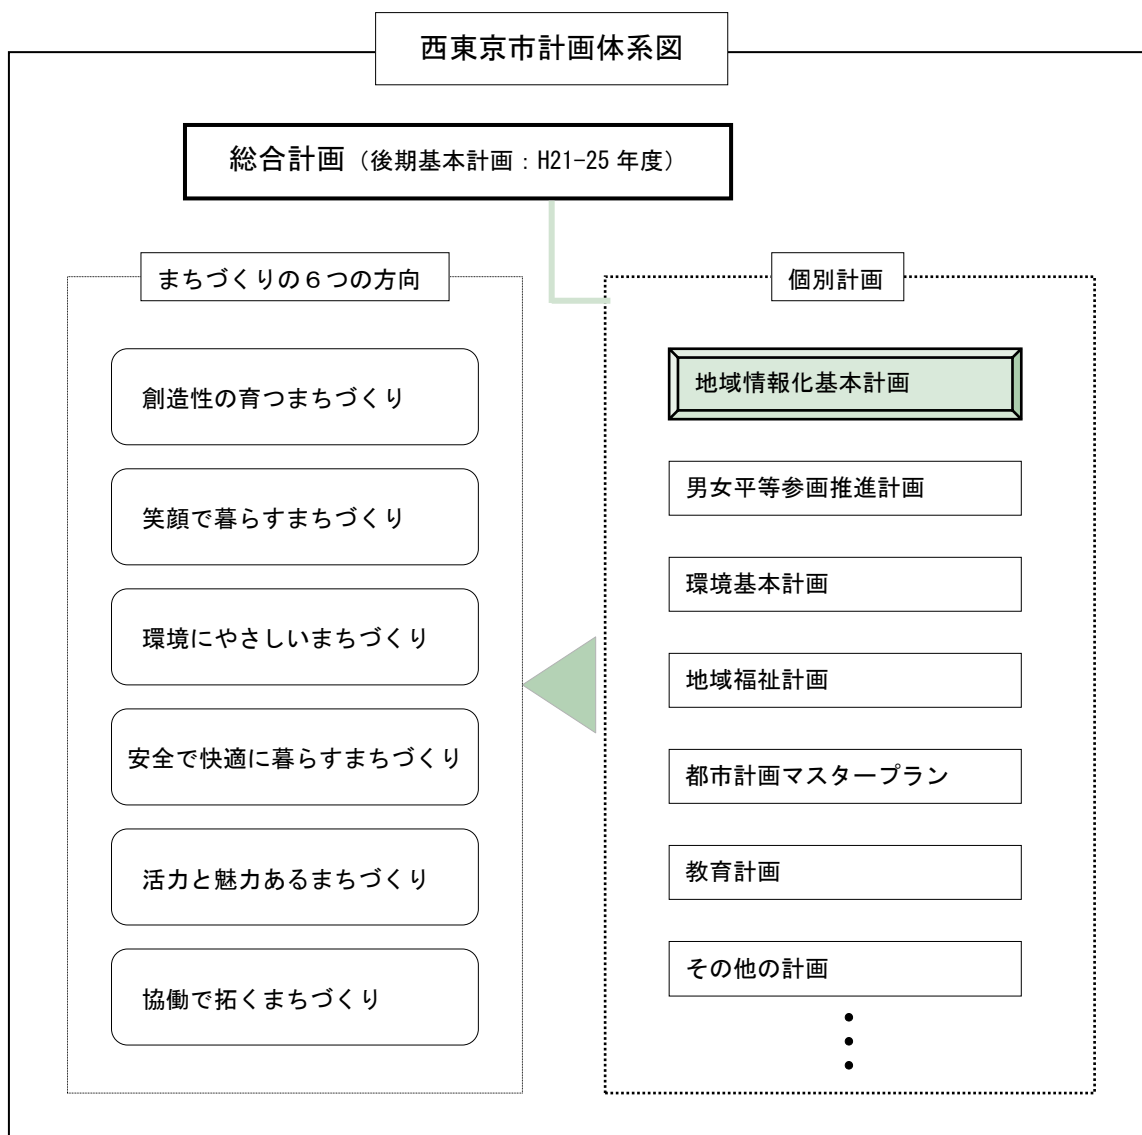 西東京市計画体系図
総合計画（後期基本計画：H21-25 年度）
まちづくりの６つの方向
創造性の育つまちづくり
笑顔で暮らすまちづくり
環境にやさしいまちづくり
安全で快適に暮らすまちづくり
活力と魅力あるまちづくり
協働で拓くまちづくり
個別計画
地域情報化基本計画
男女平等参画推進計画
環境基本計画
地域福祉計画
都市計画マスタープラン
教育計画
その他の計画